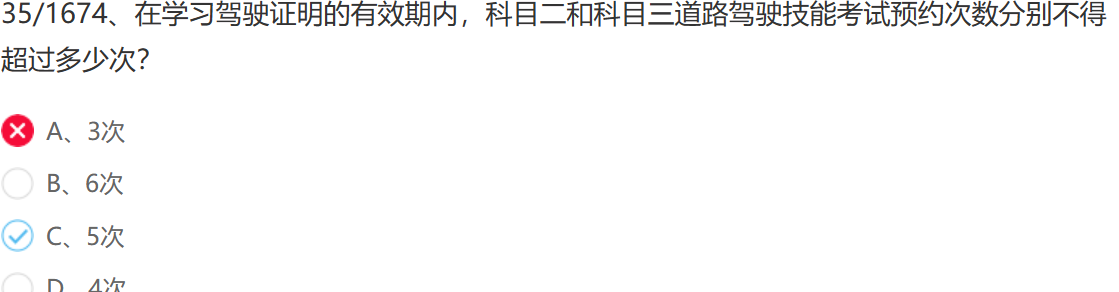 35/1674、在学习驾驶证明的有效期内，科目二和科目三道路驾驶技能考试预约次数分别不得
超过多少次？
A、3次
B、6次
C、5次
D、4次